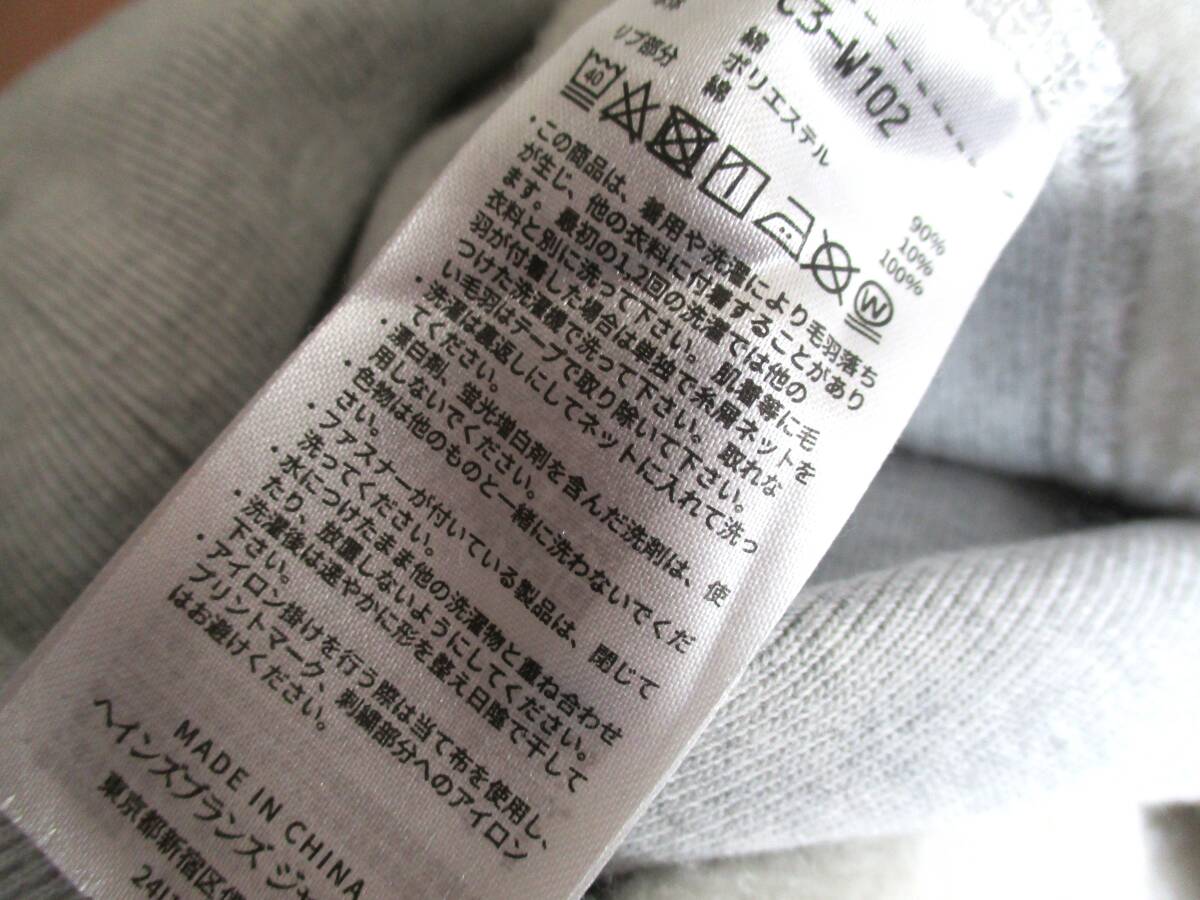 C3-W102
綿 90%
ポリエステル 10%
リブ部分 綿 100%
40
W
・この商品は、着用や洗濯により毛羽落ち
が生じ、他の衣料に付着することがあり
ます。最初の1,2回の洗濯では他の
衣料と別に洗って下さい。肌着等に毛
羽が付着した場合は単独で糸屑ネットを
つけた洗濯機で洗って下さい。取れな
い毛羽はテープで取り除いて下さい。
・洗濯は裏返しにしてネットに入れて洗っ
てください。
・漂白剤、蛍光増白剤を含んだ洗剤は、使
用しないでください。
・色物は他のものと一緒に洗わないでくだ
さい。
・ファスナーが付いている製品は、閉じて
洗ってください。
・水につけたまま他の洗濯物と重ね合わせ
たり、放置しないようにしてください。
・洗濯後は速やかに形を整え日陰で干して
下さい。
・アイロン掛けを行う際は当て布を使用し、
プリントマーク、刺繍部分へのアイロン
はお避けください。
MADE IN CHINA
ヘインズブランズ ジャ
東京都新宿区